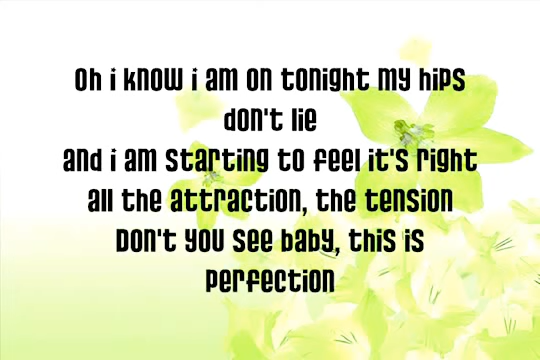 Oh i know i am on tonight my hips
don't lie
and i am starting to feel it's right
all the attraction, the tension
Don't you see baby, this is
perfection